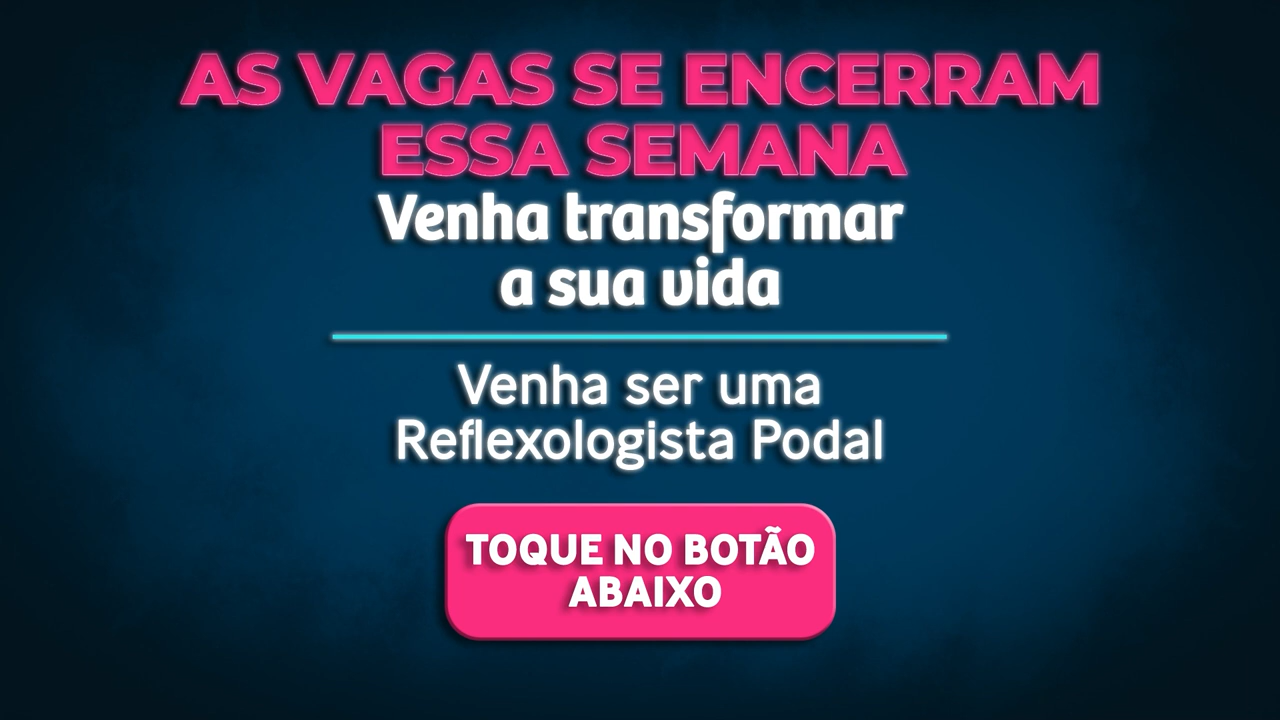 AS VAGAS SE ENCERRAM
ESSA SEMANA
Venha transformar
a sua vida
Venha ser uma
Reflexologista Podal
TOQUE NO BOTÃO
ABAIXO